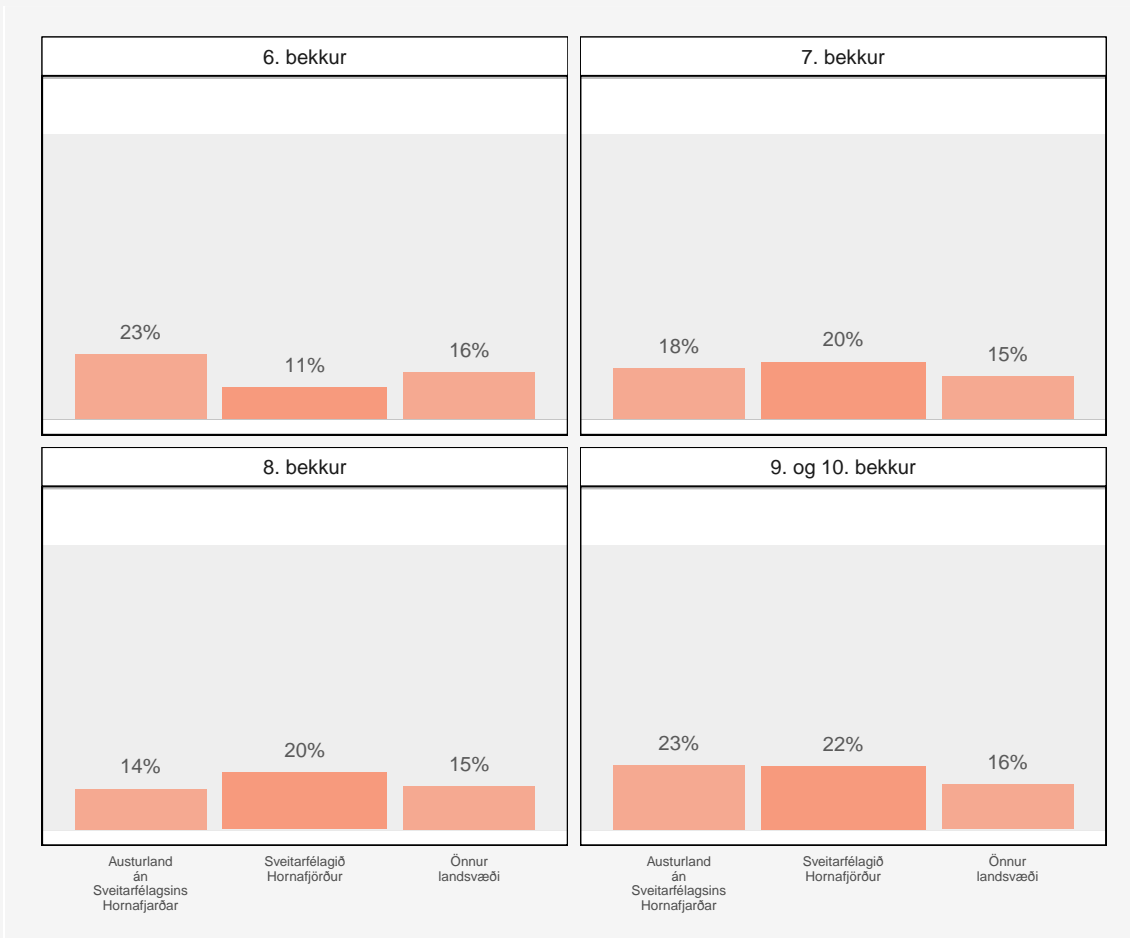 6. bekkur
7. bekkur
23%
11%
16%
18%
20%
15%
8. bekkur
9. og 10. bekkur
14%
20%
15%
23%
22%
16%
Austurland
án
Sveitarfélagsins
Hornafjarðar
Sveitarfélagið
Hornafjörður
Önnur
landsvæði
Austurland
án
Sveitarfélagsins
Hornafjarðar
Sveitarfélagið
Hornafjörður
Önnur
landsvæði